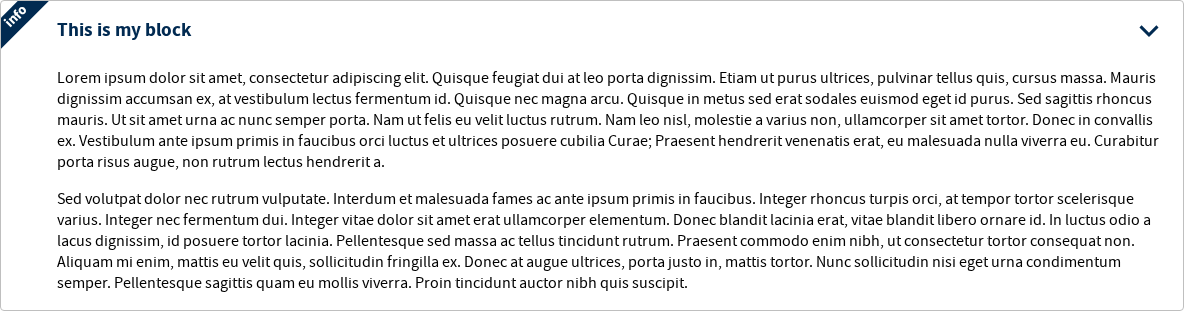 info
This is my block
Lorem ipsum dolor sit amet, consectetur adipiscing elit. Quisque feugiat dui at leo porta dignissim. Etiam ut purus ultrices, pulvinar tellus quis, cursus massa. Mauris
dignissim accumsan ex, at vestibulum lectus fermentum id. Quisque nec magna arcu. Quisque in metus sed erat sodales euismod eget id purus. Sed sagittis rhoncus
mauris. Ut sit amet urna ac nunc semper porta. Nam ut felis eu velit luctus rutrum. Nam leo nisl, molestie a varius non, ullamcorper sit amet tortor. Donec in convallis
ex. Vestibulum ante ipsum primis in faucibus orci luctus et ultrices posuere cubilia Curae; Praesent hendrerit venenatis erat, eu malesuada nulla viverra eu. Curabitur
porta risus augue, non rutrum lectus hendrerit a.
Sed volutpat dolor nec rutrum vulputate. Interdum et malesuada fames ac ante ipsum primis in faucibus. Integer rhoncus turpis orci, at tempor tortor scelerisque
varius. Integer nec fermentum dui. Integer vitae dolor sit amet erat ullamcorper elementum. Donec blandit lacinia erat, vitae blandit libero ornare id. In luctus odio a
lacus dignissim, id posuere tortor lacinia. Pellentesque sed massa ac tellus tincidunt rutrum. Praesent commodo enim nibh, ut consectetur tortor consequat non.
Aliquam mi enim, mattis eu velit quis, sollicitudin fringilla ex. Donec at augue ultrices, porta justo in, mattis tortor. Nunc sollicitudin nisi eget urna condimentum
semper. Pellentesque sagittis quam eu mollis viverra. Proin tincidunt auctor nibh quis suscipit.